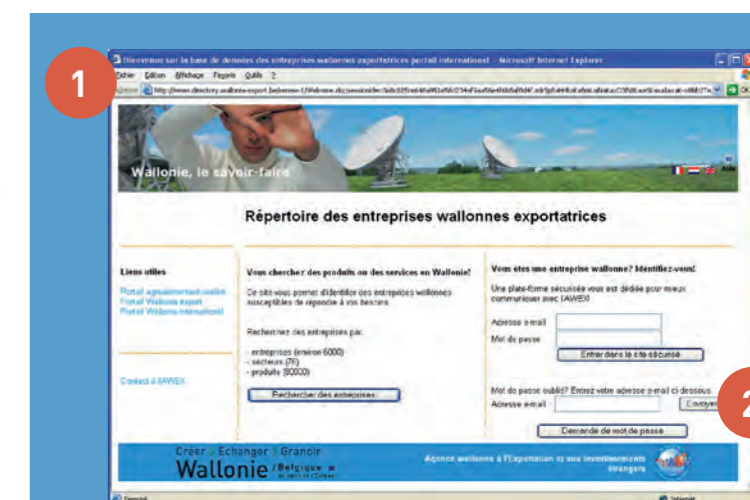 1
Bienvenue sur la base de données des entreprises wallonnes exportatrices portail international - Microsoft Internet Explorer
Fichier Edition Affichage Favoris Outils ?
OK
Wallonie, le savoir-faire
Aide
Répertoire des entreprises wallonnes exportatrices
Liens utiles
Portail agroalimentaire wallon
Portail Wallonia export
Portail Wallonia international
Contact à l'AWEX
Vous cherchez des produits ou des services en Wallonie?
Ce site vous permet d'identifier des entreprises wallonnes
susceptibles de répondre à vos besoins.
Recherchez des entreprises par:
- entreprises (environ 6000)
- secteurs (76)
- produits (80000)
Rechercher des entreprises
Vous êtes une entreprise wallonne? Identifiez-vous!
Une plate-forme sécurisée vous est dédiée pour mieux
communiquer avec l'AWEX!
Adresse e-mail
Mot de passe
Entrer dans le site sécurisé
Mot de passe oublié? Entrez votre adresse e-mail ci-dessous
Adresse e-mail
Envoyer
2
Demande de mot de passe
Créer / Echanger / Grandir
Wallonie / Belgique
Agence wallonne à l'Exportation et aux Investissements
étrangers
Terminé
Internet